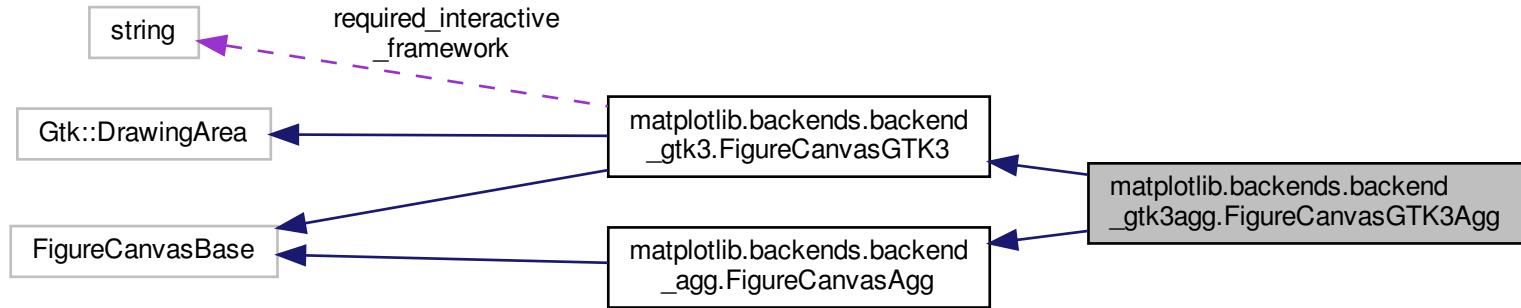 string
required_interactive
_framework
Gtk::DrawingArea
matplotlib.backends.backend
_gtk3.FigureCanvasGTK3
matplotlib.backends.backend
_gtk3agg.FigureCanvasGTK3Agg
FigureCanvasBase
matplotlib.backends.backend
_agg.FigureCanvasAgg